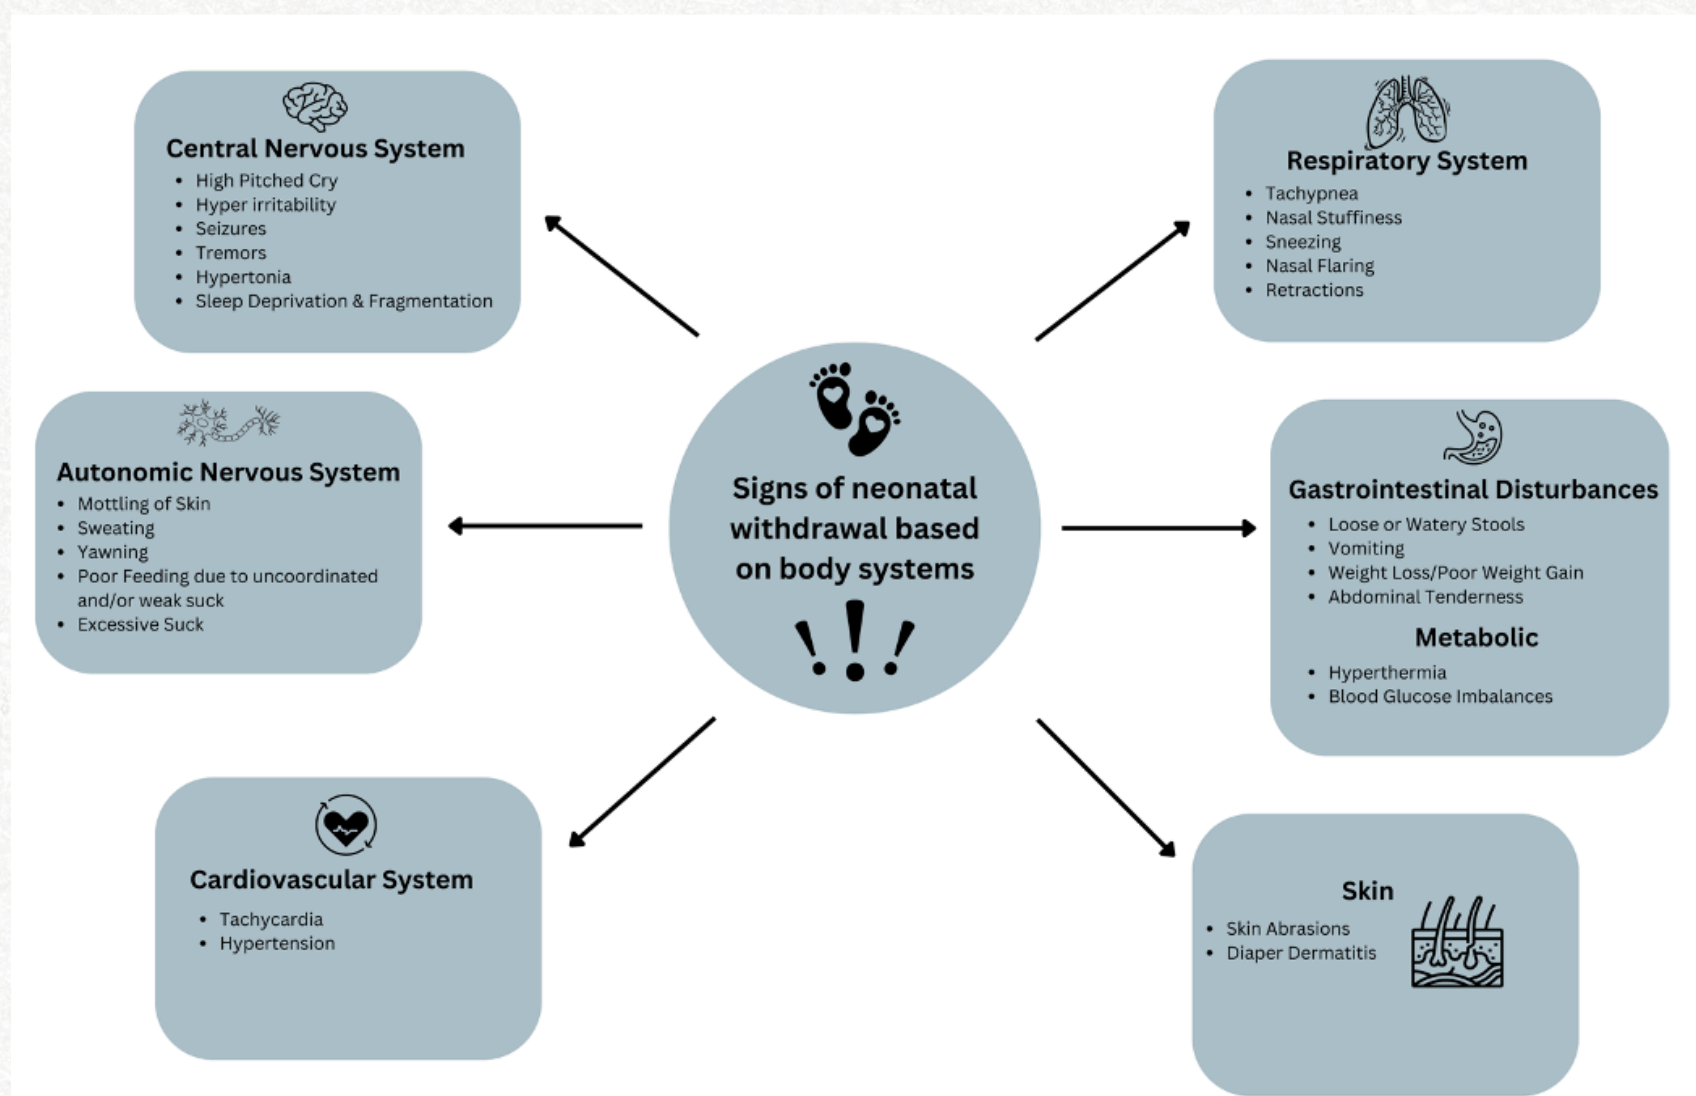 Central Nervous System
High Pitched Cry
Hyper irritability
Seizures
Tremors
Hypertonia
Sleep Deprivation & Fragmentation
Respiratory System
Tachypnea
Nasal Stuffiness
Sneezing
Nasal Flaring
Retractions
Autonomic Nervous System
Mottling of Skin
Sweating
Yawning
Poor Feeding due to uncoordinated
and/or weak suck
Excessive Suck
Signs of neonatal
withdrawal based
on body systems
!!!
Gastrointestinal Disturbances
Loose or Watery Stools
Vomiting
Weight Loss/Poor Weight Gain
Abdominal Tenderness
Metabolic
Hyperthermia
Blood Glucose Imbalances
Cardiovascular System
Tachycardia
Hypertension
Skin
Skin Abrasions
Diaper Dermatitis